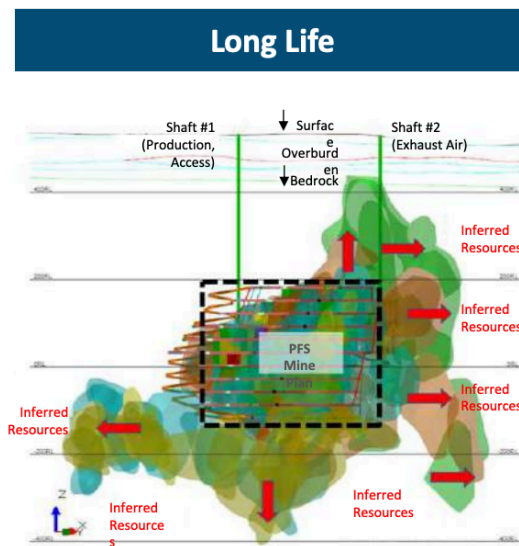 Long Life
Shaft #1
(Production,
Access)
Surfac
e
Overburd
en
Bedrock
Shaft #2
(Exhaust Air)
Inferred
Resources
Inferred
Resources
PFS
Mine
Plan
Inferred
Resources
Inferred
Resources
Inferred
Resource
s
Inferred
Resources
Z
X